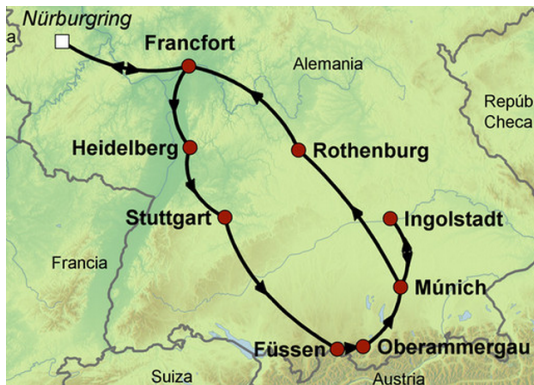 Nürburgring
a
Francfort
Alemania
Repúb
Checa
Heidelberg
Rothenburg
Stuttgart
Ingolstadt
Francia
Múnich
Füssen
Oberammergau
Suiza
Austria